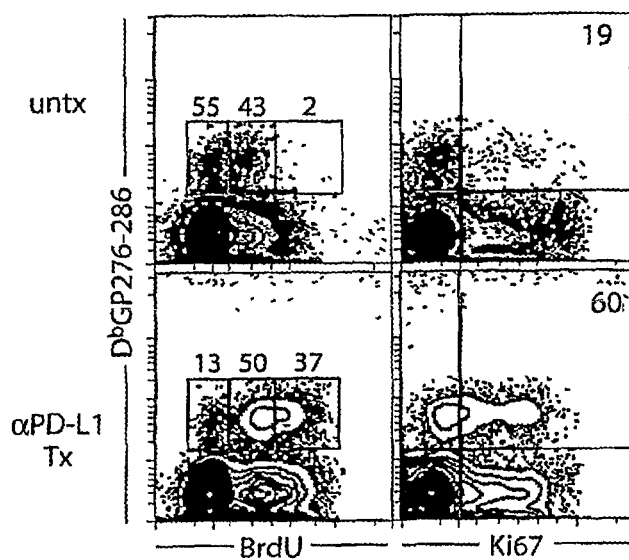 19
untx
55 43 2
DᵇGP276-286
60
13 50 37
αPD-L1
Tx
BrdU
Ki67